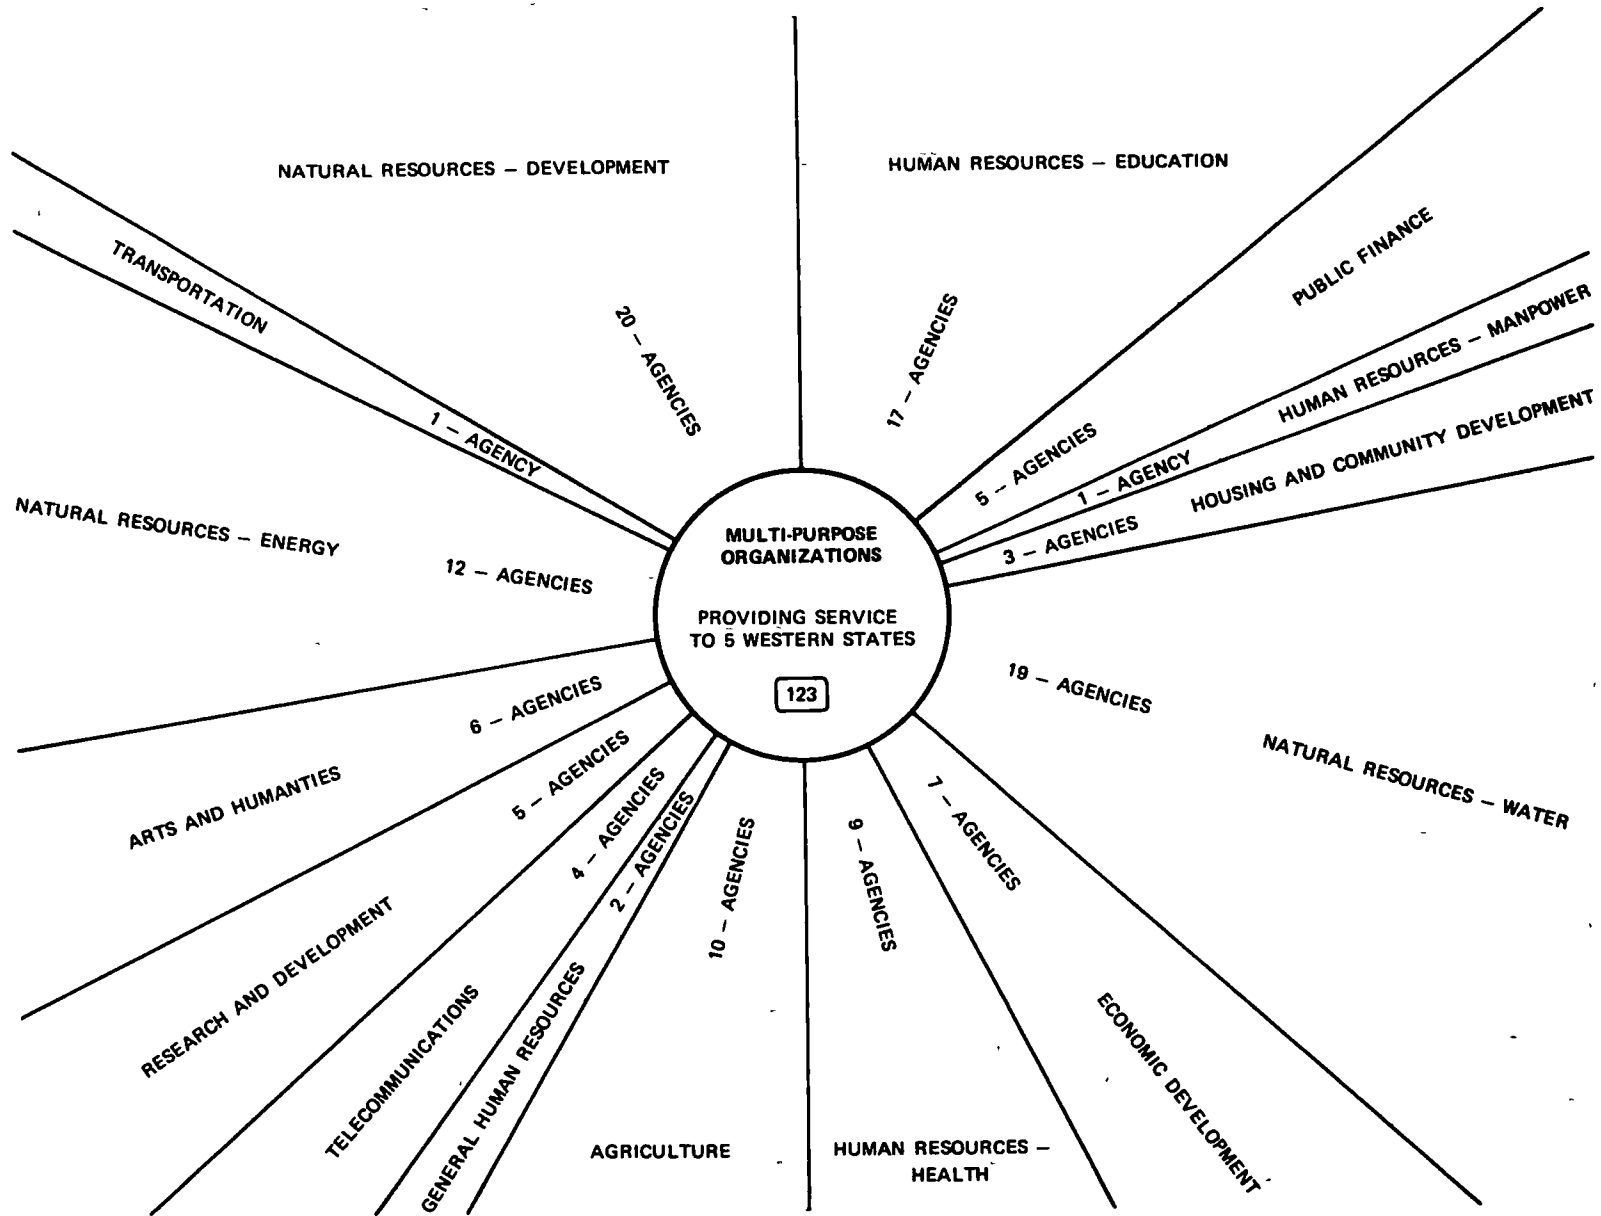 NATURAL RESOURCES – DEVELOPMENT
20 – AGENCIES
HUMAN RESOURCES – EDUCATION
17 – AGENCIES
PUBLIC FINANCE
5 – AGENCIES
HUMAN RESOURCES – MANPOWER
1 – AGENCY
HOUSING AND COMMUNITY DEVELOPMENT
3 – AGENCIES
19 – AGENCIES
NATURAL RESOURCES – WATER
7 – AGENCIES
ECONOMIC DEVELOPMENT
9 – AGENCIES
HUMAN RESOURCES –
HEALTH
10 – AGENCIES
AGRICULTURE
2 – AGENCIES
GENERAL HUMAN RESOURCES
4 – AGENCIES
TELECOMMUNICATIONS
5 – AGENCIES
RESEARCH AND DEVELOPMENT
6 – AGENCIES
ARTS AND HUMANTIES
NATURAL RESOURCES – ENERGY
12 – AGENCIES
TRANSPORTATION
1 – AGENCY
MULTI-PURPOSE
ORGANIZATIONS
PROVIDING SERVICE
TO 5 WESTERN STATES
123